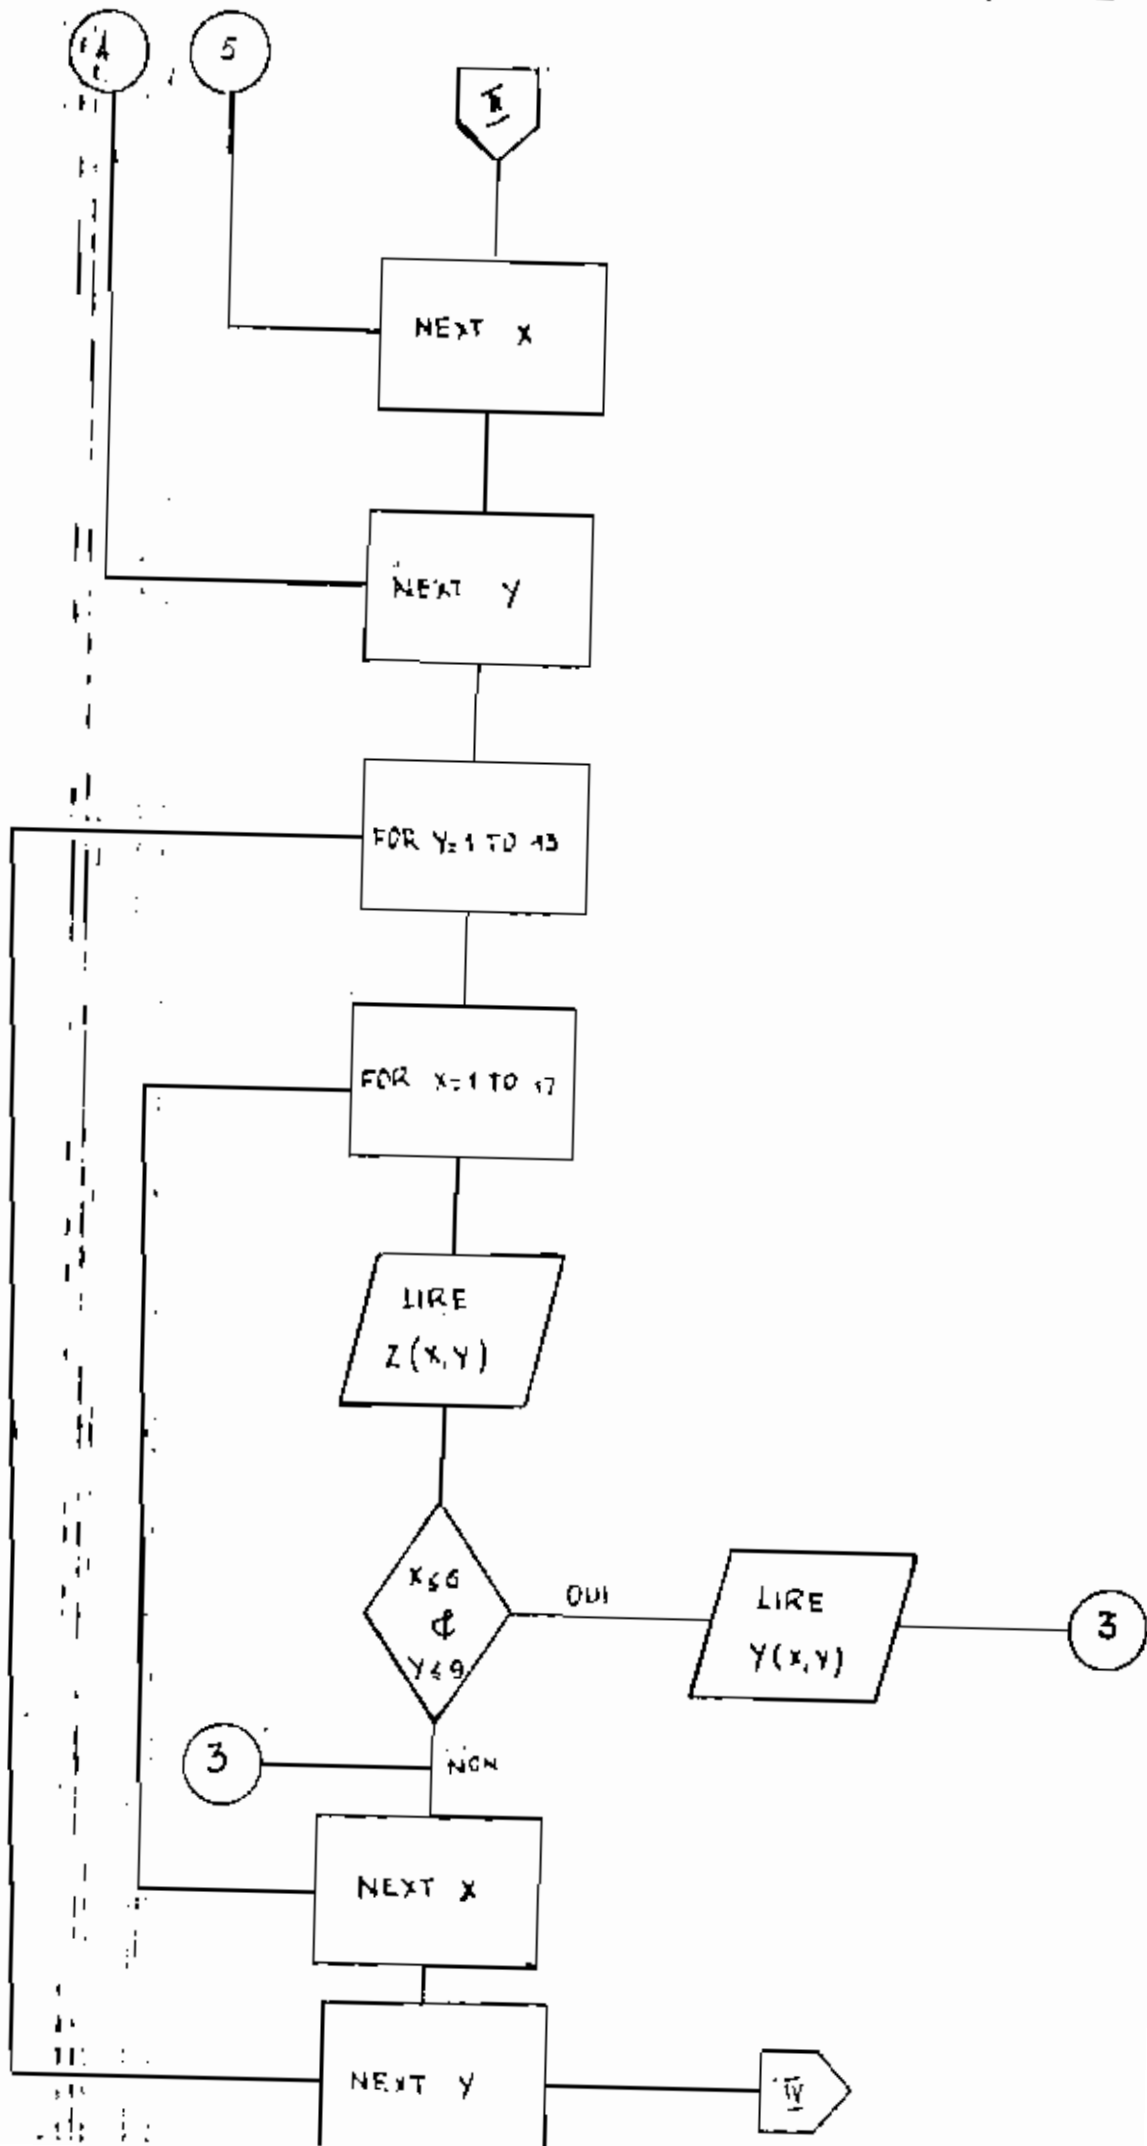 5
NEXT X
NEXT Y
FOR Y=1 TO 13
FOR X=1 TO 17
LIRE
Z(X,Y)
X≤6
&
Y≤9
OUI
LIRE
Y(X,Y)
3
3
NON
NEXT X
NEXT Y
IV